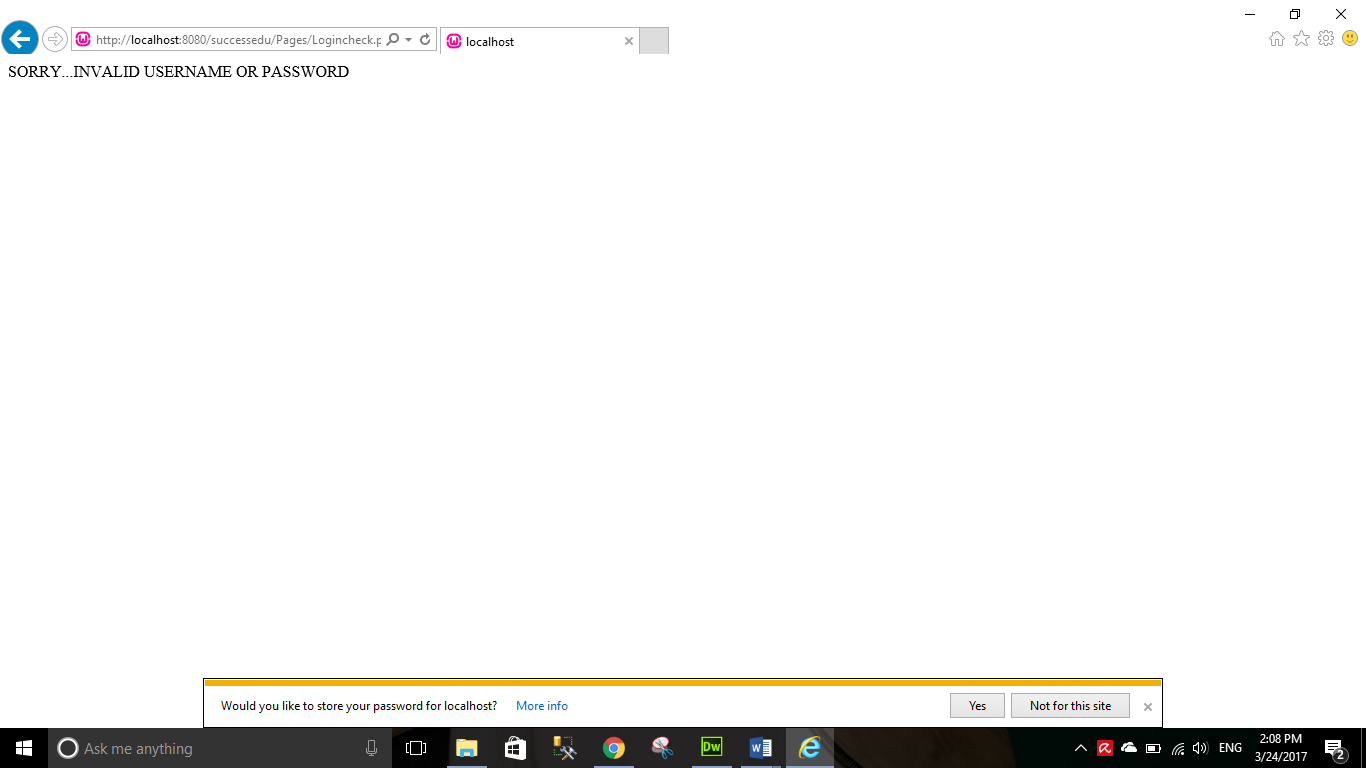 http://localhost:8080/successedu/Pages/Logincheck.p
localhost
SORRY...INVALID USERNAME OR PASSWORD
Would you like to store your password for localhost? More info Yes Not for this site
Ask me anything
Dw
ENG
2:08 PM
3/24/2017
2